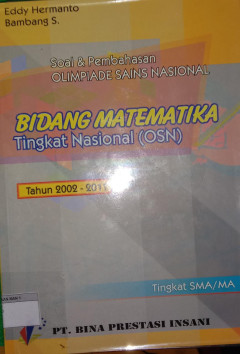 Eddy Hermanto
Bambang S.
Soal & Pembahasan
OLIMPIADE SAINS NASIONAL
BIDANG MATEMATIKA
Tingkat Nasional (OSN)
Tahun 2002 -
Tingkat SMA/MA
PT. BINA PRESTASI INSANI